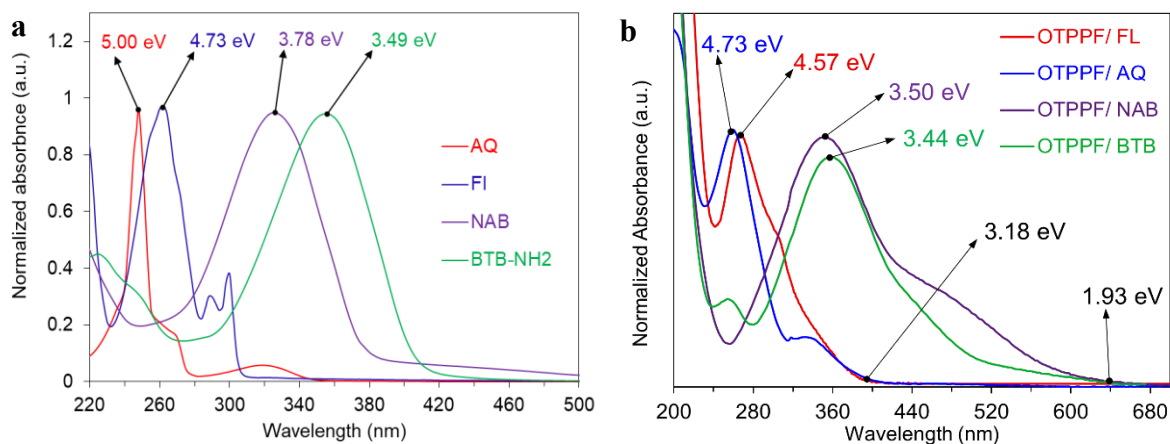 a
1.2
1
0.8
0.6
0.4
0.2
0
Normalized absorbnce (a.u.)
5.00 eV
4.73 eV
3.78 eV
3.49 eV
AQ
Fl
NAB
BTB-NH2
220
260
300
340
380
420
460
500
Wavelength (nm)
b
Normalized Absorbance (a.u.)
4.73 eV
4.57 eV
3.50 eV
3.44 eV
3.18 eV
1.93 eV
OTPPF/ FL
OTPPF/ AQ
OTPPF/ NAB
OTPPF/ BTB
200
280
360
440
520
600
680
Wavelength (nm)